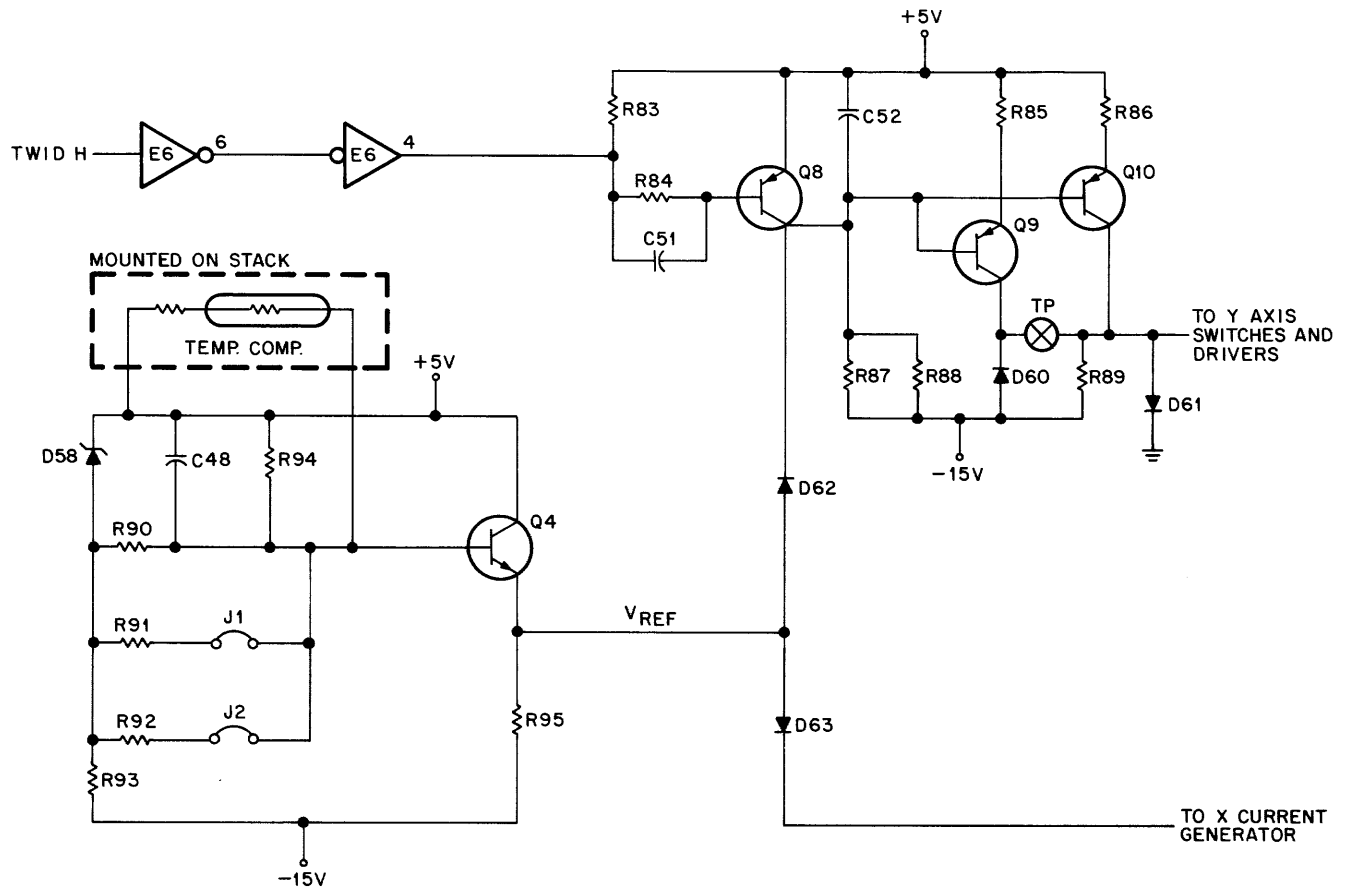 +5V
R83
C52
R85
R86
TWID H
E6
6
E6
4
R84
Q8
Q10
C51
Q9
MOUNTED ON STACK
TEMP. COMP.
TP
TO Y AXIS
SWITCHES AND
DRIVERS
+5V
R87
R88
D60
R89
D61
D58
C48
R94
-15V
D62
R90
Q4
R91
J1
VREF
R92
J2
R95
D63
R93
TO X CURRENT
GENERATOR
-15V